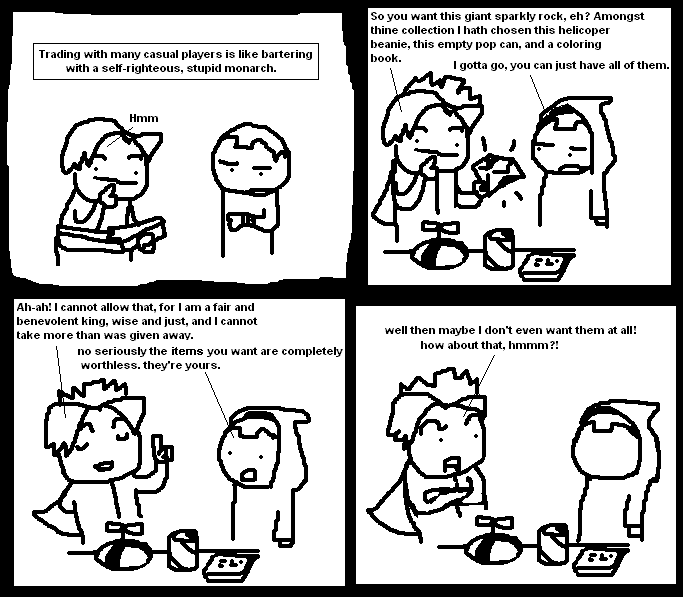 Trading with many casual players is like bartering
with a self-righteous, stupid monarch.
Hmm
So you want this giant sparkly rock, eh? Amongst
thine collection I hath chosen this helicoper
beanie, this empty pop can, and a coloring
book.
I gotta go, you can just have all of them.
Ah-ah! I cannot allow that, for I am a fair and
benevolent king, wise and just, and I cannot
take more than was given away.
no seriously the items you want are completely
worthless. they're yours.
well then maybe I don't even want them at all!
how about that, hmmm?!